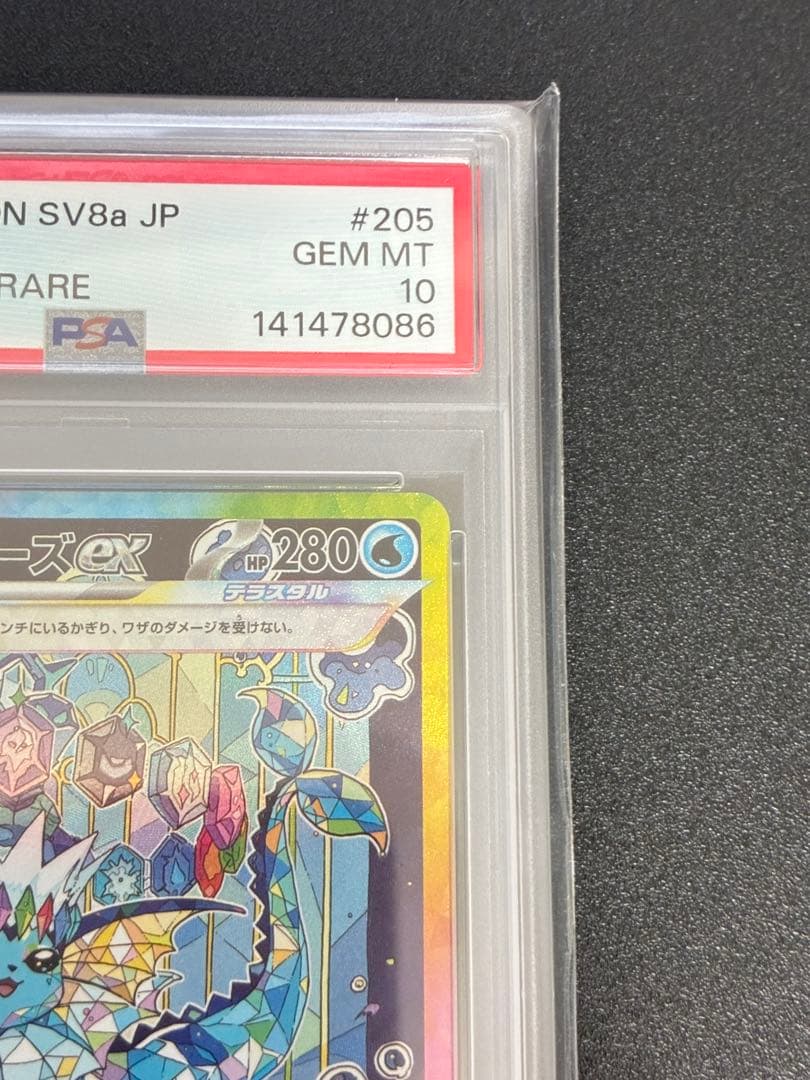 ON SV8a JP #205
GEM MT
RARE 10
PSA 141478086
ーズex HP 280
テラスタル
ンチにいるかぎり、ワザのダメージを受けない。